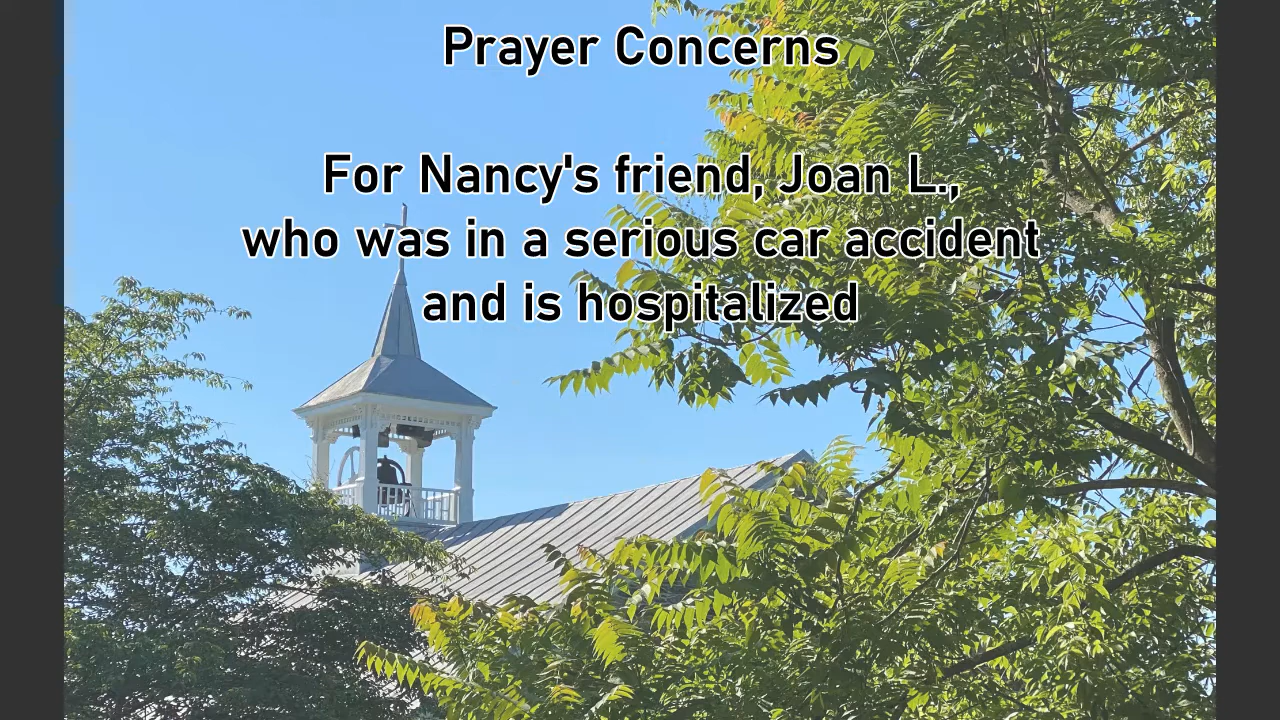 Prayer Concerns
For Nancy's friend, Joan L.,
who was in a serious car accident
and is hospitalized